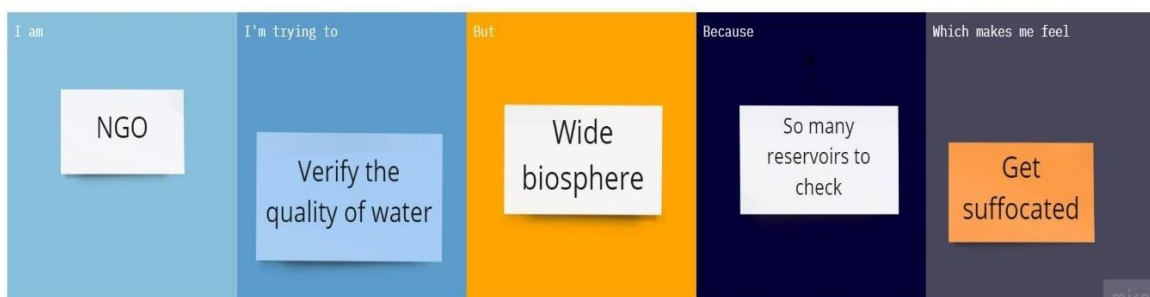 I am
NGO
I'm trying to
Verify the
quality of water
But
Wide
biosphere
Because
So many
reservoirs to
check
Which makes me feel
Get
suffocated
miro